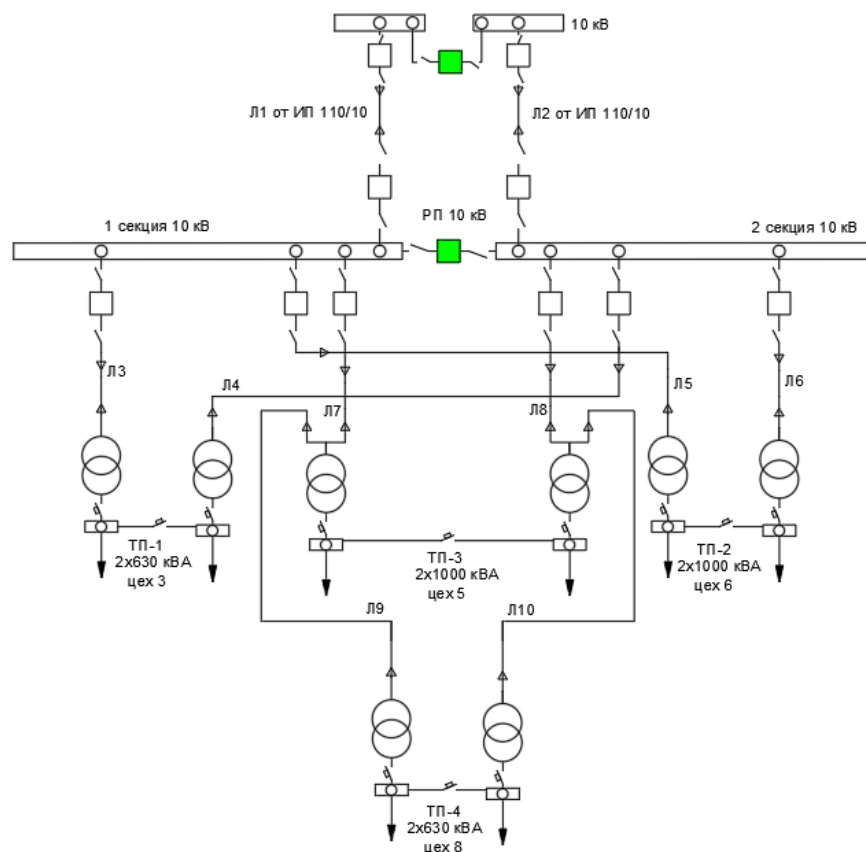 10 кВ
Л1 от ИП 110/10
Л2 от ИП 110/10
1 секция 10 кВ
РП 10 кВ
2 секция 10 кВ
Л3
Л4
Л7
Л8
Л5
Л6
ТП-1
2х630 кВА
цех 3
ТП-3
2х1000 кВА
цех 5
ТП-2
2х1000 кВА
цех 6
Л9
Л10
ТП-4
2х630 кВА
цех 8